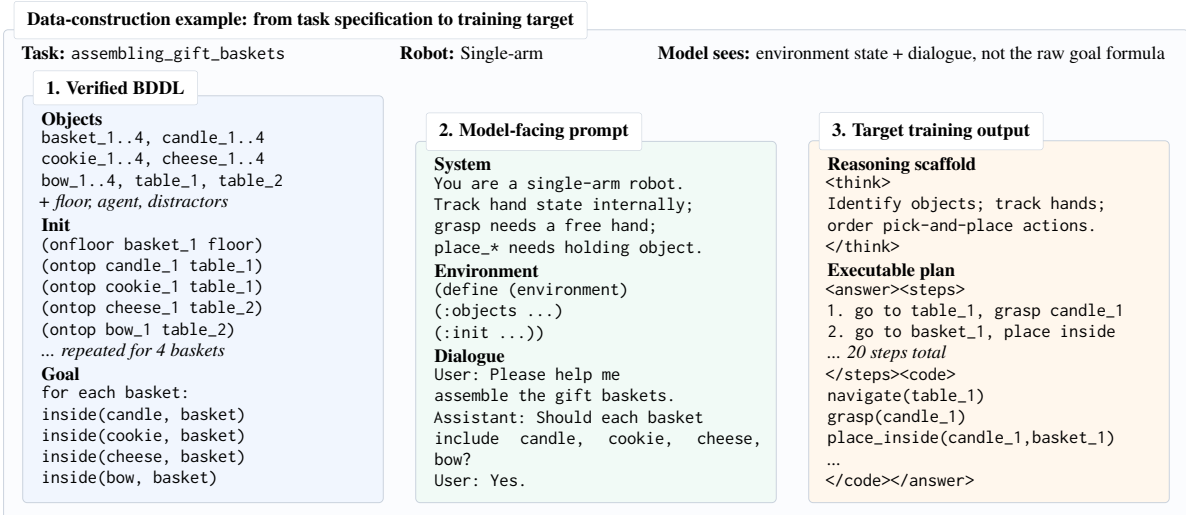 Data-construction example: from task specification to training target
Task: assembling_gift_baskets
Robot: Single-arm
Model sees: environment state + dialogue, not the raw goal formula
1. Verified BDDL
Objects
basket_1..4, candle_1..4
cookie_1..4, cheese_1..4
bow_1..4, table_1, table_2
+ floor, agent, distractors
Init
(onfloor basket_1 floor)
(ontop candle_1 table_1)
(ontop cookie_1 table_1)
(ontop cheese_1 table_2)
(ontop bow_1 table_2)
... repeated for 4 baskets
Goal
for each basket:
inside(candle, basket)
inside(cookie, basket)
inside(cheese, basket)
inside(bow, basket)
2. Model-facing prompt
System
You are a single-arm robot.
Track hand state internally;
grasp needs a free hand;
place_* needs holding object.
Environment
(define (environment)
(:objects ...)
(:init ...))
Dialogue
User: Please help me
assemble the gift baskets.
Assistant: Should each basket
include candle, cookie, cheese,
bow?
User: Yes.
3. Target training output
Reasoning scaffold
<think>
Identify objects; track hands;
order pick-and-place actions.
</think>
Executable plan
<answer><steps>
1. go to table_1, grasp candle_1
2. go to basket_1, place inside
... 20 steps total
</steps><code>
navigate(table_1)
grasp(candle_1)
place_inside(candle_1,basket_1)
...
</code></answer>